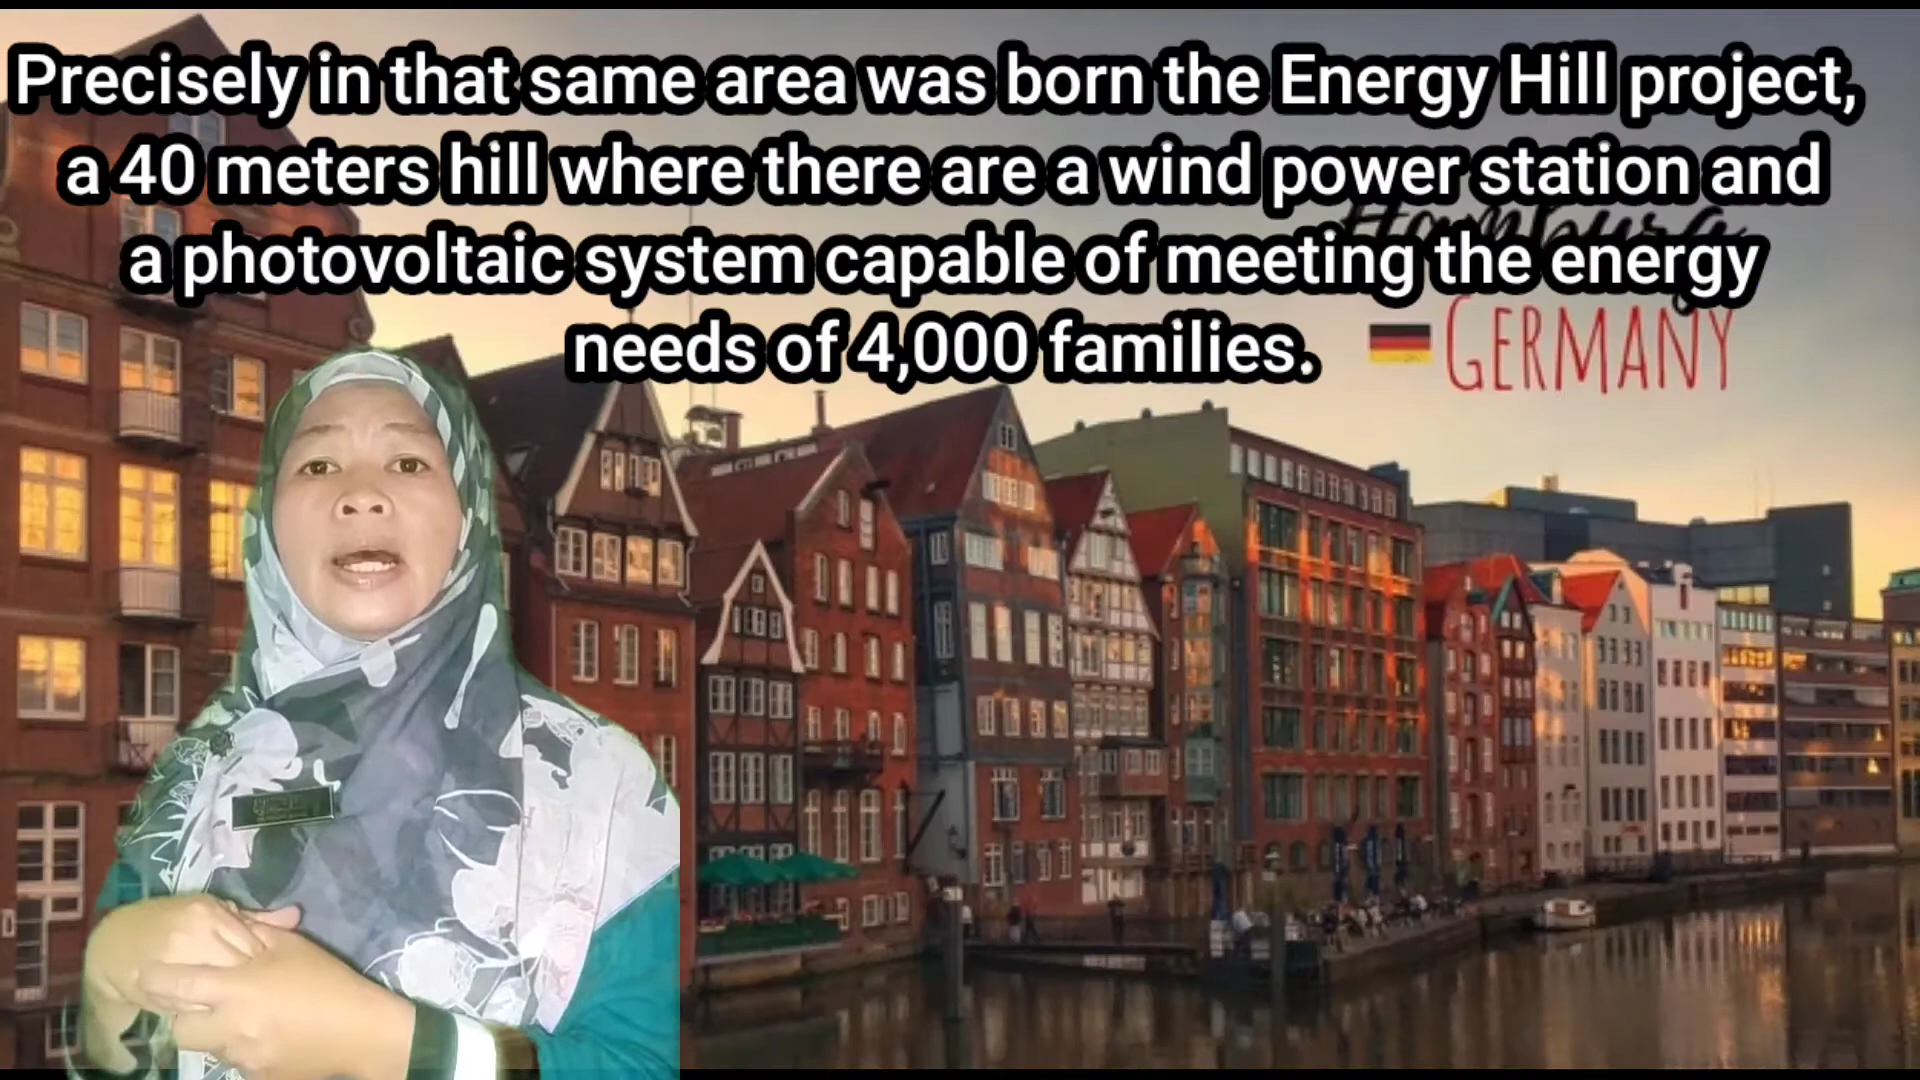 Precisely in that same area was born the Energy Hill project,
a 40 meters hill where there are a wind power station and
a photovoltaic system capable of meeting the energy
needs of 4,000 families.
Hamburg
GERMANY